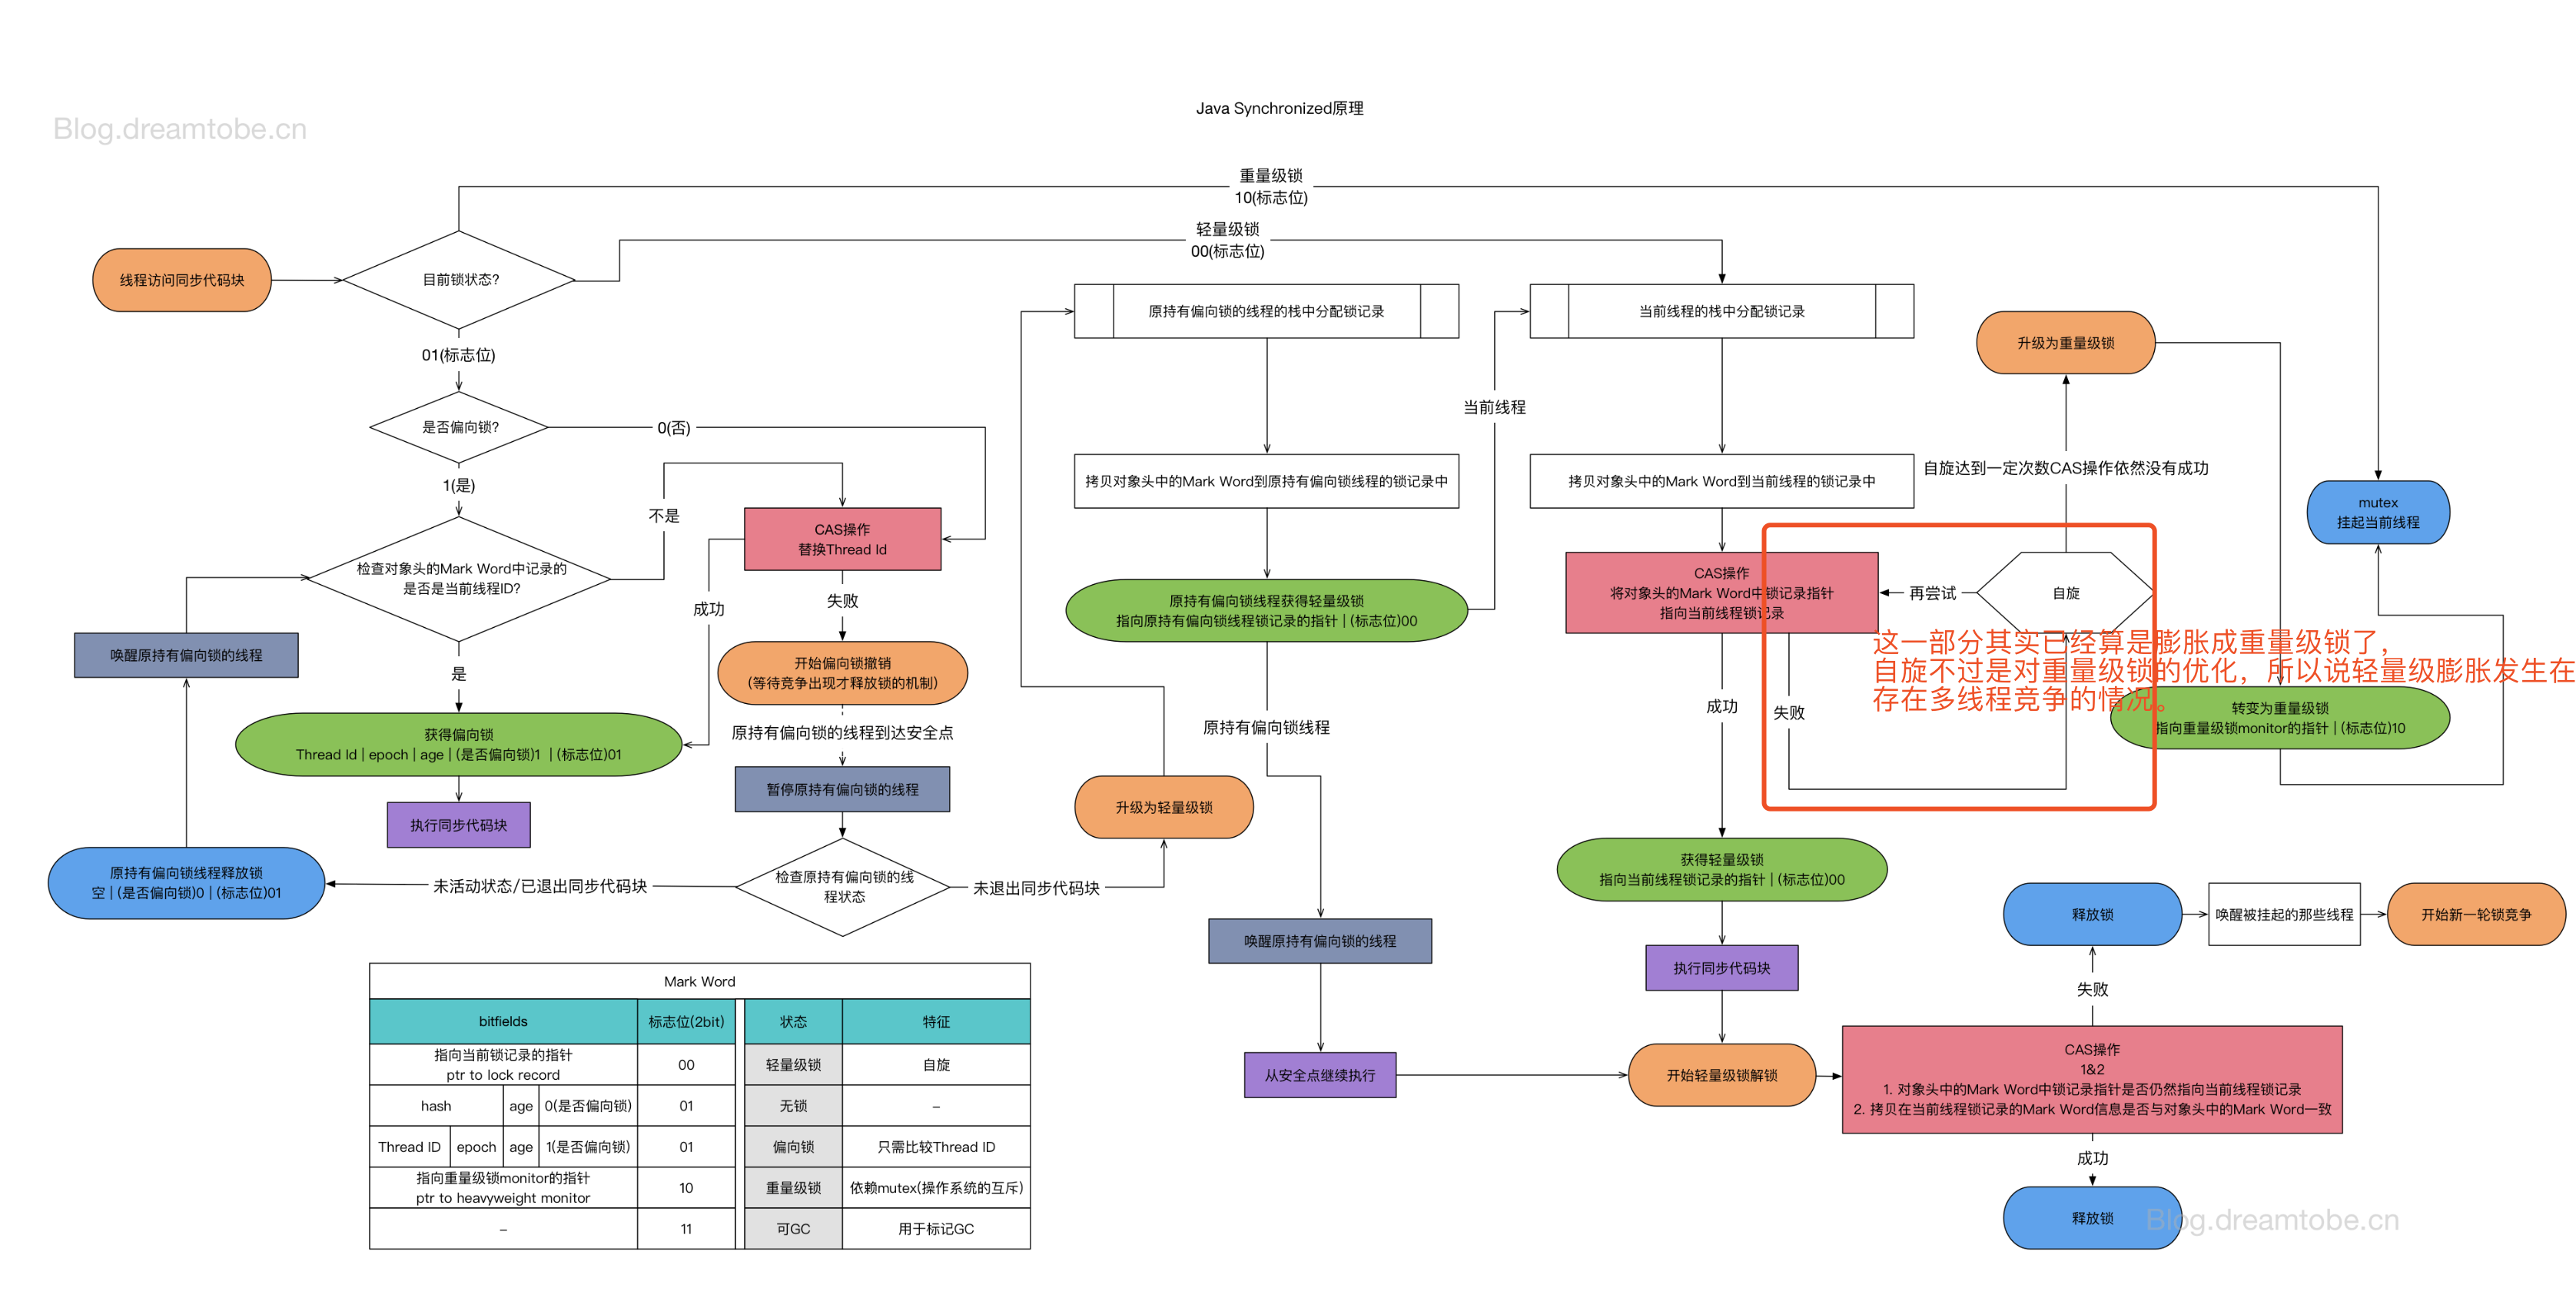 Java Synchronized原理
Blog.dreamtobe.cn
重量级锁
10(标志位)
轻量级锁
00(标志位)
线程访问同步代码块
目前锁状态?
01(标志位)
是否偏向锁?
0(否)
1(是)
不是
检查对象头的Mark Word中记录的
是否是当前线程ID?
CAS操作
替换Thread Id
成功
失败
唤醒原持有偏向锁的线程
是
开始偏向锁撤销
(等待竞争出现才释放锁的机制)
获得偏向锁
Thread Id | epoch | age | (是否偏向锁)1 | (标志位)01
原持有偏向锁的线程到达安全点
暂停原持有偏向锁的线程
执行同步代码块
原持有偏向锁线程释放锁
空 | (是否偏向锁)0 | (标志位)01
未活动状态/已退出同步代码块
检查原持有偏向锁的线
程状态
未退出同步代码块
升级为轻量级锁
原持有偏向锁的线程的栈中分配锁记录
拷贝对象头中的Mark Word到原持有偏向锁线程的锁记录中
原持有偏向锁线程获得轻量级锁
指向原持有偏向锁线程锁记录的指针 | (标志位)00
当前线程
原持有偏向锁线程
唤醒原持有偏向锁的线程
从安全点继续执行
当前线程的栈中分配锁记录
拷贝对象头中的Mark Word到当前线程的锁记录中
CAS操作
将对象头的Mark Word中锁记录指针
指向当前线程锁记录
再尝试
自旋
自旋达到一定次数CAS操作依然没有成功
升级为重量级锁
mutex
挂起当前线程
这一部分其实已经算是膨胀成重量级锁了，
自旋不过是对重量级锁的优化，所以说轻量级膨胀发生在
存在多线程竞争的情况。
成功
失败
转变为重量级锁
指向重量级锁monitor的指针 | (标志位)10
获得轻量级锁
指向当前线程锁记录的指针 | (标志位)00
执行同步代码块
开始轻量级锁解锁
CAS操作
1&2
1. 对象头中的Mark Word中锁记录指针是否仍然指向当前线程锁记录
2. 拷贝在当前线程锁记录的Mark Word信息是否与对象头中的Mark Word一致
失败
释放锁
唤醒被挂起的那些线程
开始新一轮锁竞争
成功
释放锁
Blog.dreamtobe.cn
Mark Word
bitfields 标志位(2bit) 状态 特征
指向当前锁记录的指针
ptr to lock record
00 轻量级锁 自旋
hash age 0(是否偏向锁) 01 无锁 –
Thread ID epoch age 1(是否偏向锁) 01 偏向锁 只需比较Thread ID
指向重量级锁monitor的指针
ptr to heavyweight monitor
10 重量级锁 依赖mutex(操作系统的互斥)
– 11 可GC 用于标记GC